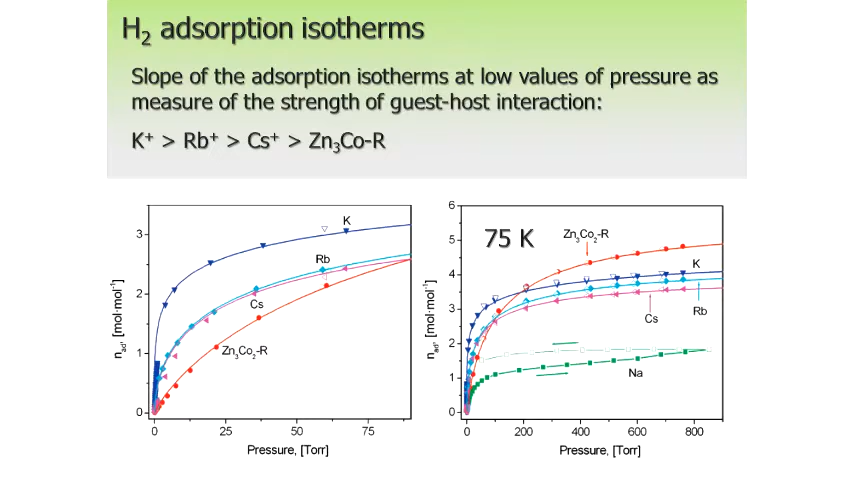 H₂ adsorption isotherms
Slope of the adsorption isotherms at low values of pressure as
measure of the strength of guest-host interaction:
K⁺ > Rb⁺ > Cs⁺ > Zn₃Co-R
3
2
1
0
nad, [mol·mol⁻¹]
K
Rb
Cs
Zn₃Co₂-R
0 25 50 75
Pressure, [Torr]
6
5
4
3
2
1
0
nad, [mol·mol⁻¹]
75 K
Zn₃Co₂-R
K
Rb
Cs
Na
0 200 400 600 800
Pressure, [Torr]